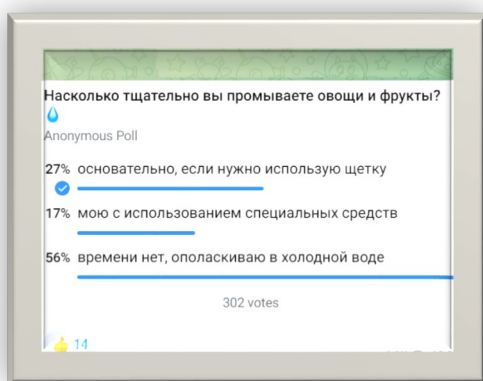 Насколько тщательно вы промываете овощи и фрукты?
💧
Anonymous Poll
27% основательно, если нужно использую щетку
17% мою с использованием специальных средств
56% времени нет, ополаскиваю в холодной воде
302 votes
👍 14